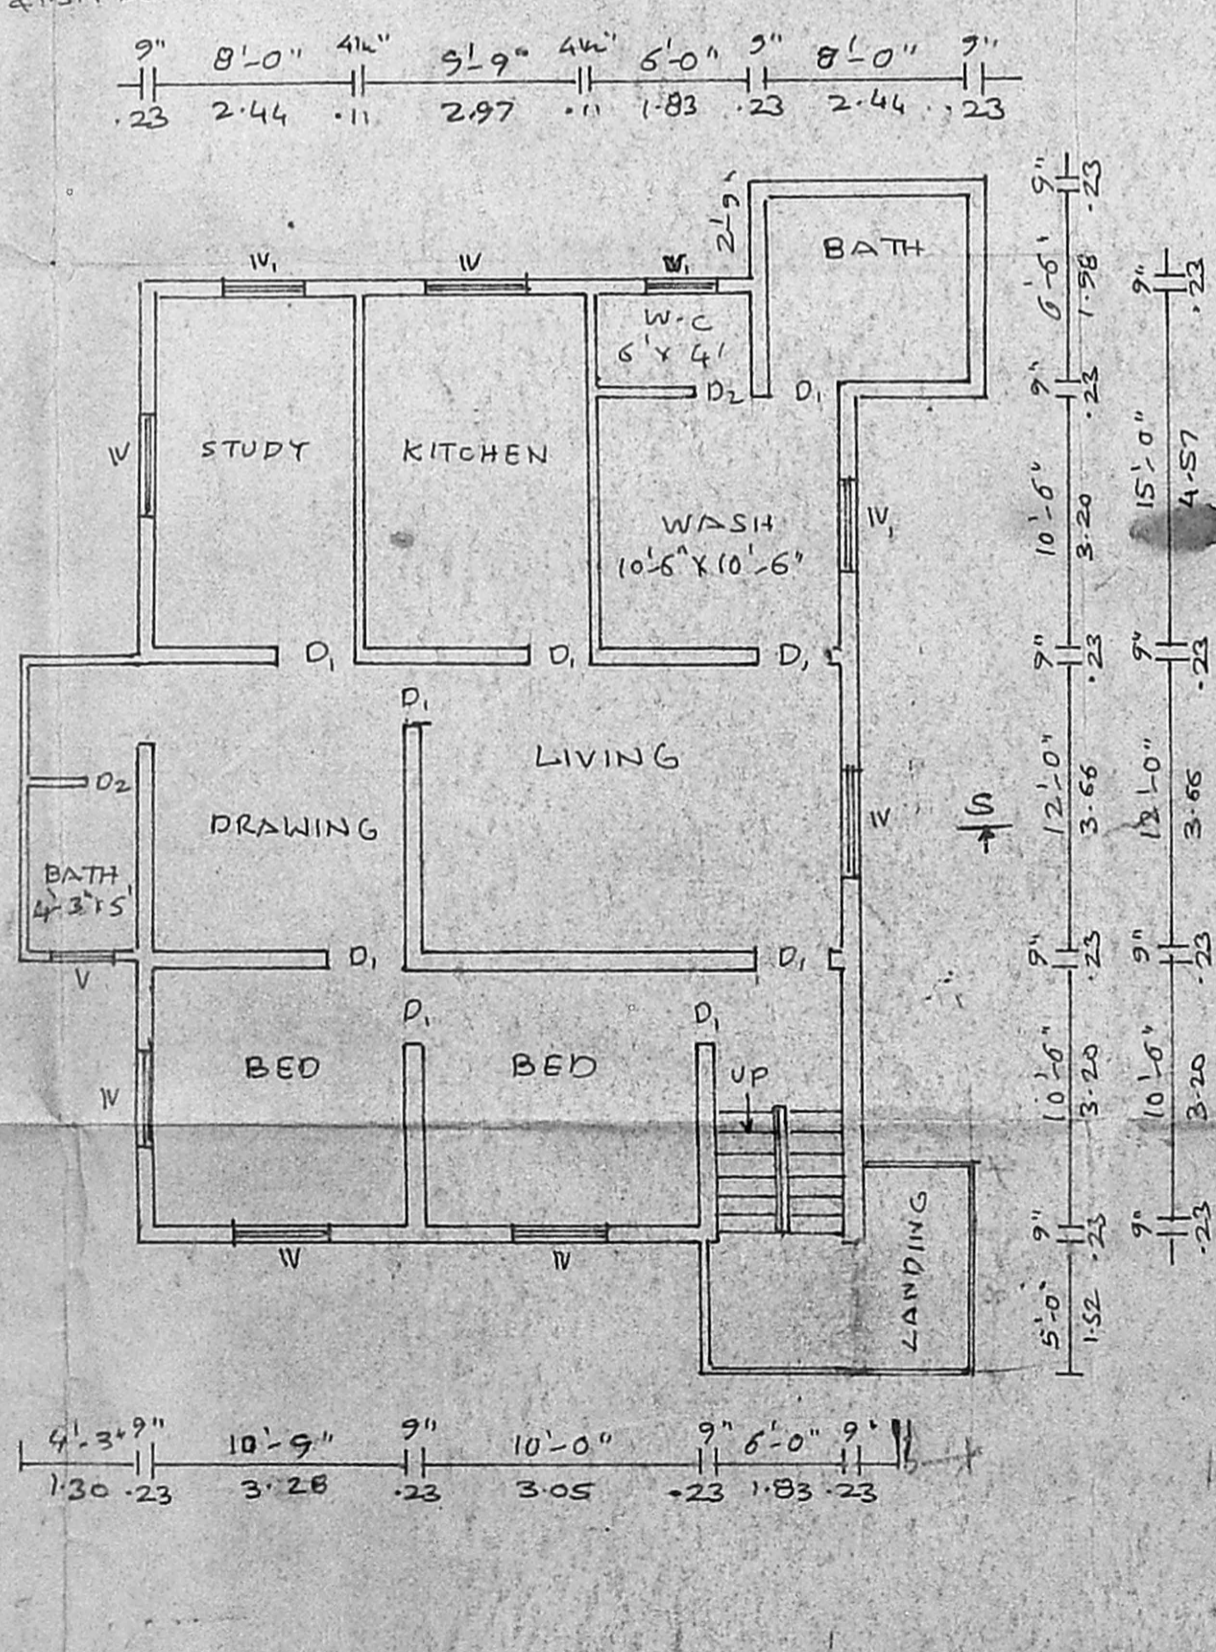 9" 8'-0" 4½" 9'-9" 4½" 6'-0" 9" 8'-0" 9"
.23 2.44 .11 2.97 .11 1.83 .23 2.44 .23
2'-9"
BATH
W1 W W1
W.C
6' x 4'
D2 D1
W STUDY KITCHEN
WASH
10'-6" X 10'-6"
W1
D1 D1 D1
D1
LIVING
D2
DRAWING
W
S
BATH
4'-3" x 5'
D1 D1
V
D1 D1
BED BED
UP
W
W W
LANDING
9" 6'-6" 9" 10'-6" 9" 12'-0" 9" 10'-6" 9" 5'-0"
.23 1.98 .23 3.20 .23 3.66 .23 3.20 .23 1.52
9" 15'-0" 9" 12'-0" 9" 10'-6" 9"
.23 4.57 .23 3.66 .23 3.20 .23
4'-3" 9" 10'-9" 9" 10'-0" 9" 6'-0" 9"
1.30 .23 3.28 .23 3.05 .23 1.83 .23